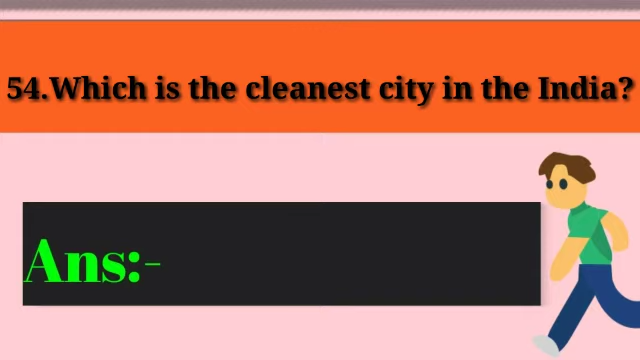 54.Which is the cleanest city in the India?
Ans:-